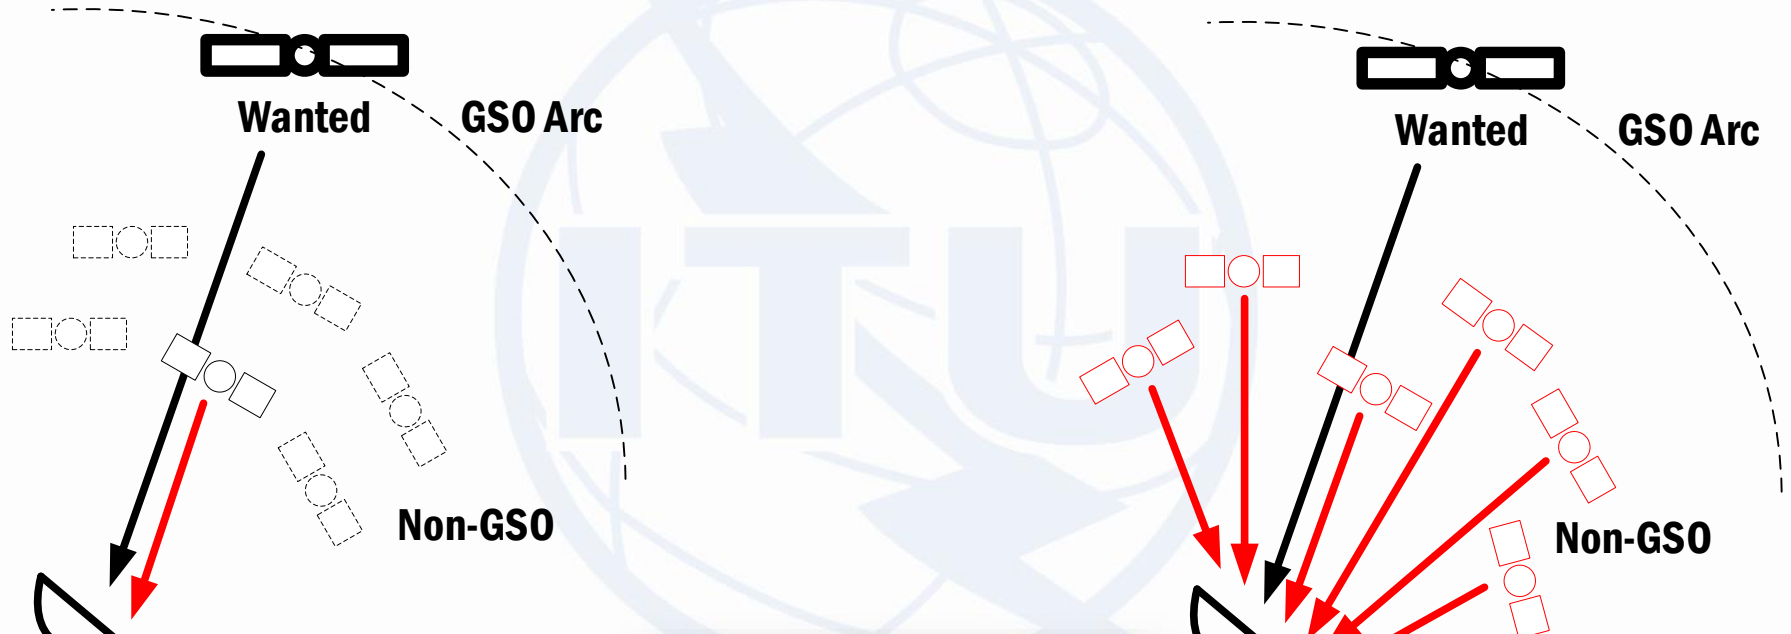 Wanted
GSO Arc
Non-GSO
Wanted
GSO Arc
Non-GSO
ITU